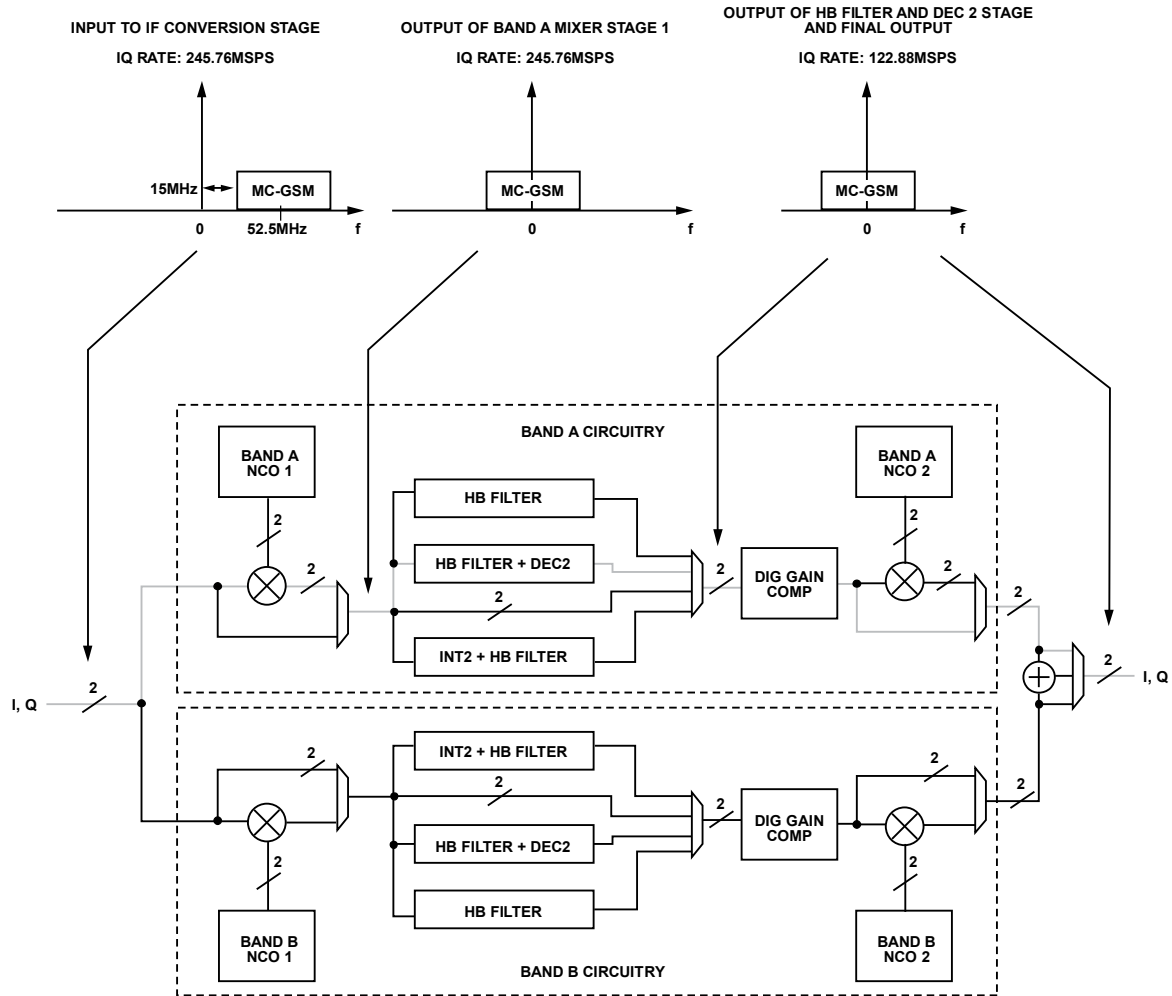 INPUT TO IF CONVERSION STAGE
IQ RATE: 245.76MSPS
15MHz
MC-GSM
0
52.5MHz
f
OUTPUT OF BAND A MIXER STAGE 1
IQ RATE: 245.76MSPS
MC-GSM
0
f
OUTPUT OF HB FILTER AND DEC 2 STAGE
AND FINAL OUTPUT
IQ RATE: 122.88MSPS
MC-GSM
0
f
BAND A CIRCUITRY
BAND A
NCO 1
2
2
HB FILTER
HB FILTER + DEC2
2
INT2 + HB FILTER
2
DIG GAIN
COMP
BAND A
NCO 2
2
2
2
2
I, Q
I, Q
2
2
INT2 + HB FILTER
2
HB FILTER + DEC2
HB FILTER
2
BAND B
NCO 1
2
DIG GAIN
COMP
2
2
2
BAND B
NCO 2
BAND B CIRCUITRY